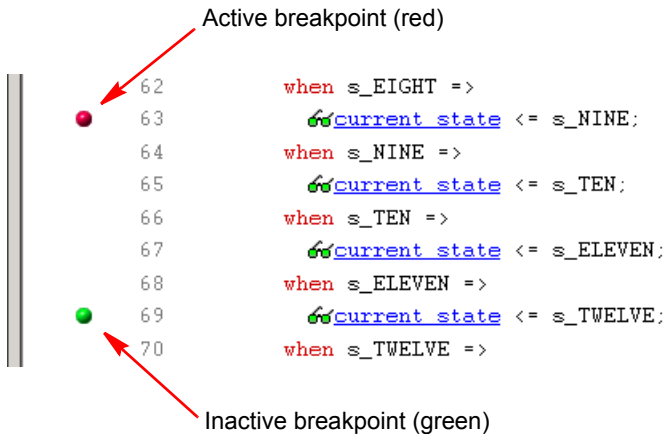 Active breakpoint (red)
62 when s_EIGHT =>
63 current_state <= s_NINE;
64 when s_NINE =>
65 current_state <= s_TEN;
66 when s_TEN =>
67 current_state <= s_ELEVEN;
68 when s_ELEVEN =>
69 current_state <= s_TWELVE;
70 when s_TWELVE =>
Inactive breakpoint (green)